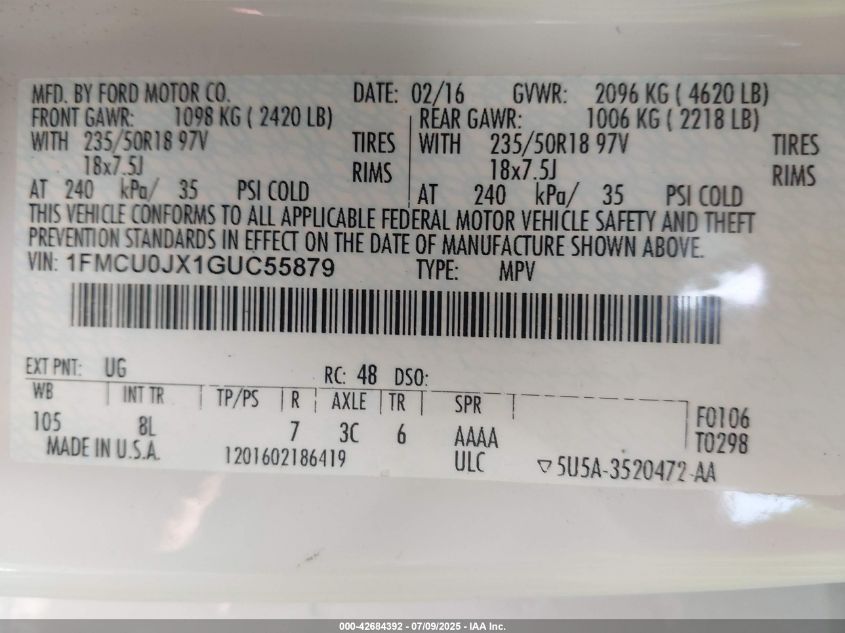 MFD. BY FORD MOTOR CO. DATE: 02/16 GVWR: 2096 KG ( 4620 LB)
FRONT GAWR: 1098 KG ( 2420 LB) REAR GAWR: 1006 KG ( 2218 LB)
WITH 235/50R18 97V TIRES WITH 235/50R18 97V TIRES
18x7.5J RIMS 18x7.5J RIMS
AT 240 kPa/ 35 PSI COLD AT 240 kPa/ 35 PSI COLD
THIS VEHICLE CONFORMS TO ALL APPLICABLE FEDERAL MOTOR VEHICLE SAFETY AND THEFT
PREVENTION STANDARDS IN EFFECT ON THE DATE OF MANUFACTURE SHOWN ABOVE.
VIN: 1FMCU0JX1GUC55879 TYPE: MPV
EXT PNT: UG RC: 48 DSO:
WB INT TR TP/PS R AXLE TR SPR
105 8L 7 3C 6 AAAA F0106
T0298
MADE IN U.S.A. 1201602186419 ULC ▽5U5A-3520472-AA
000-42684392 / 07/09/2025 - IAA Inc.